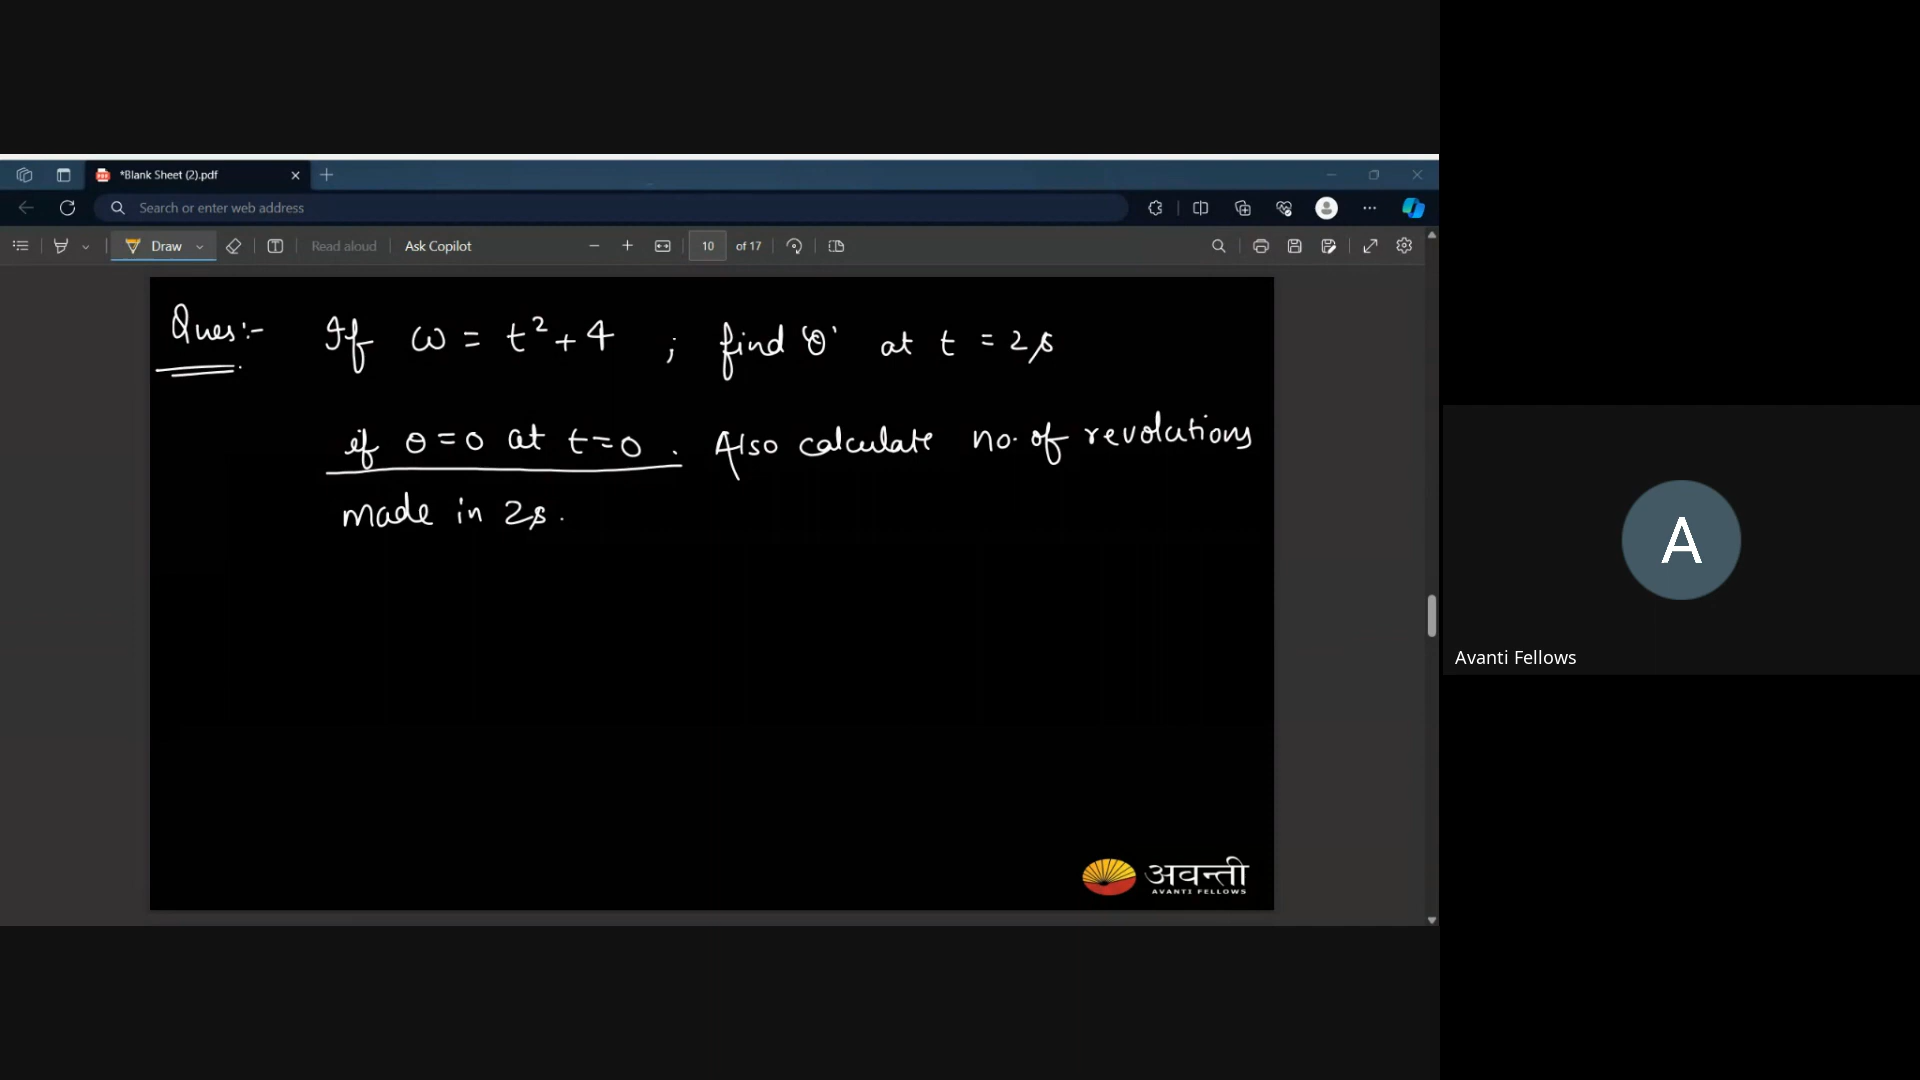 *Blank Sheet (2).pdf
Search or enter web address
Draw Read aloud Ask Copilot 10 of 17
Ques:- If ω = t² + 4 ; find 'θ' at t = 2s
if θ = 0 at t = 0 . Also calculate no. of revolutions
made in 2s.
अवन्ती
AVANTI FELLOWS
A
Avanti Fellows